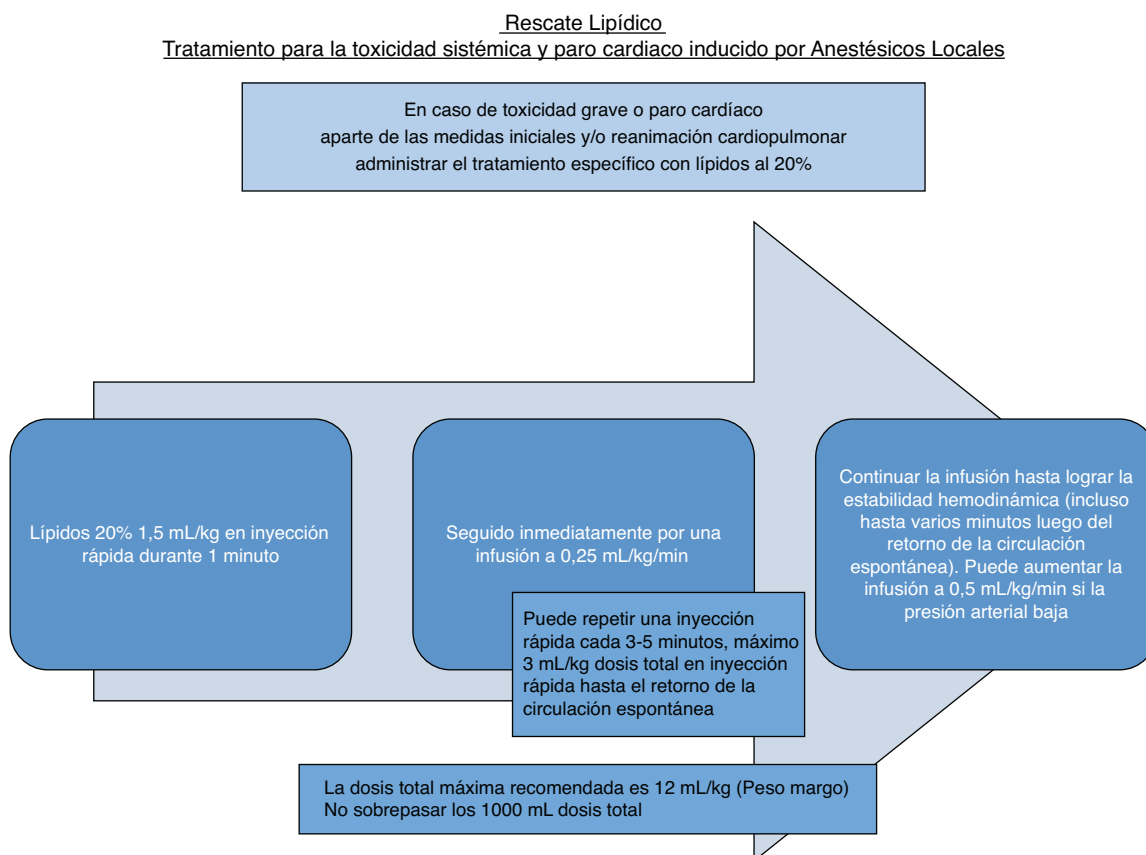 Rescate Lipídico
Tratamiento para la toxicidad sistémica y paro cardiaco inducido por Anestésicos Locales
En caso de toxicidad grave o paro cardíaco
aparte de las medidas iniciales y/o reanimación cardiopulmonar
administrar el tratamiento específico con lípidos al 20%
Lípidos 20% 1,5 mL/kg en inyección
rápida durante 1 minuto
Seguido inmediatamente por una
infusión a 0,25 mL/kg/min
Puede repetir una inyección
rápida cada 3-5 minutos, máximo
3 mL/kg dosis total en inyección
rápida hasta el retorno de la
circulación espontánea
Continuar la infusión hasta lograr la
estabilidad hemodinámica (incluso
hasta varios minutos luego del
retorno de la circulación
espontánea). Puede aumentar la
infusión a 0,5 mL/kg/min si la
presión arterial baja
La dosis total máxima recomendada es 12 mL/kg (Peso margo)
No sobrepasar los 1000 mL dosis total